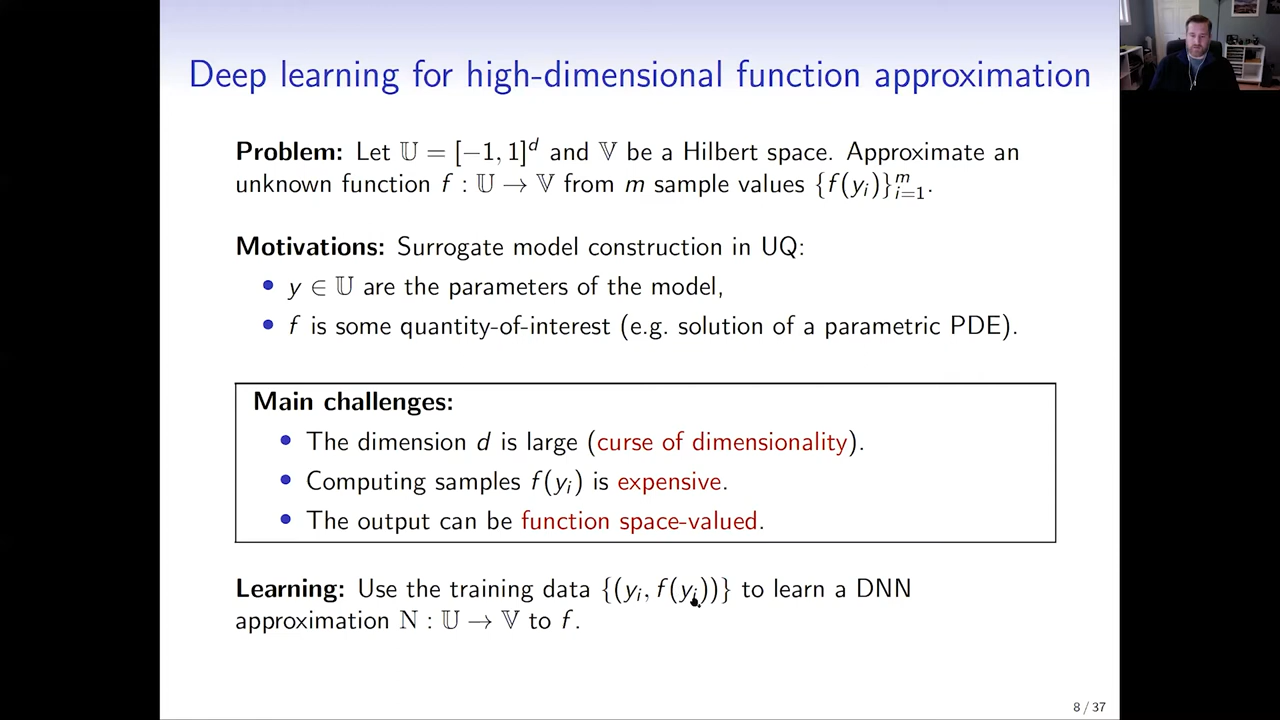 Deep learning for high-dimensional function approximation
Problem: Let 𝕌 = [−1, 1]^d and 𝕍 be a Hilbert space. Approximate an
unknown function f : 𝕌 → 𝕍 from m sample values {f(y_i)}_{i=1}^m.
Motivations: Surrogate model construction in UQ:
• y ∈ 𝕌 are the parameters of the model,
• f is some quantity-of-interest (e.g. solution of a parametric PDE).
Main challenges:
• The dimension d is large (curse of dimensionality).
• Computing samples f(y_i) is expensive.
• The output can be function space-valued.
Learning: Use the training data {(y_i, f(y_i))} to learn a DNN
approximation N : 𝕌 → 𝕍 to f.
8 / 37